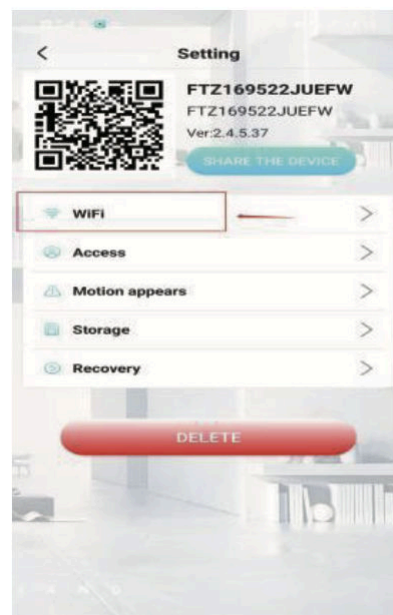 Setting
FTZ169522JUEFW
FTZ169522JUEFW
Ver:2.4.5.37
SHARE THE DEVICE
WiFi
Access
Motion appears
Storage
Recovery
DELETE